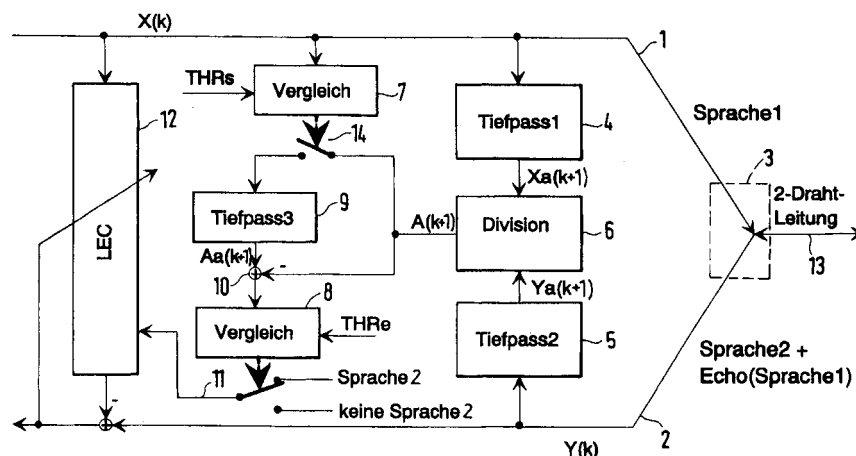 X(k)
1
THRs
Vergleich
7
12
14
Tiefpass1
4
Sprache1
3
Xa(k+1)
2-Draht-
Leitung
Tiefpass3
9
A(k+1)
Division
6
13
LEC
Aa(k+1)
-
10
8
Ya(k+1)
Vergleich
THRe
Tiefpass2
5
Sprache2 +
Echo(Sprache1)
11
Sprache 2
-
keine Sprache 2
2
Y(k)